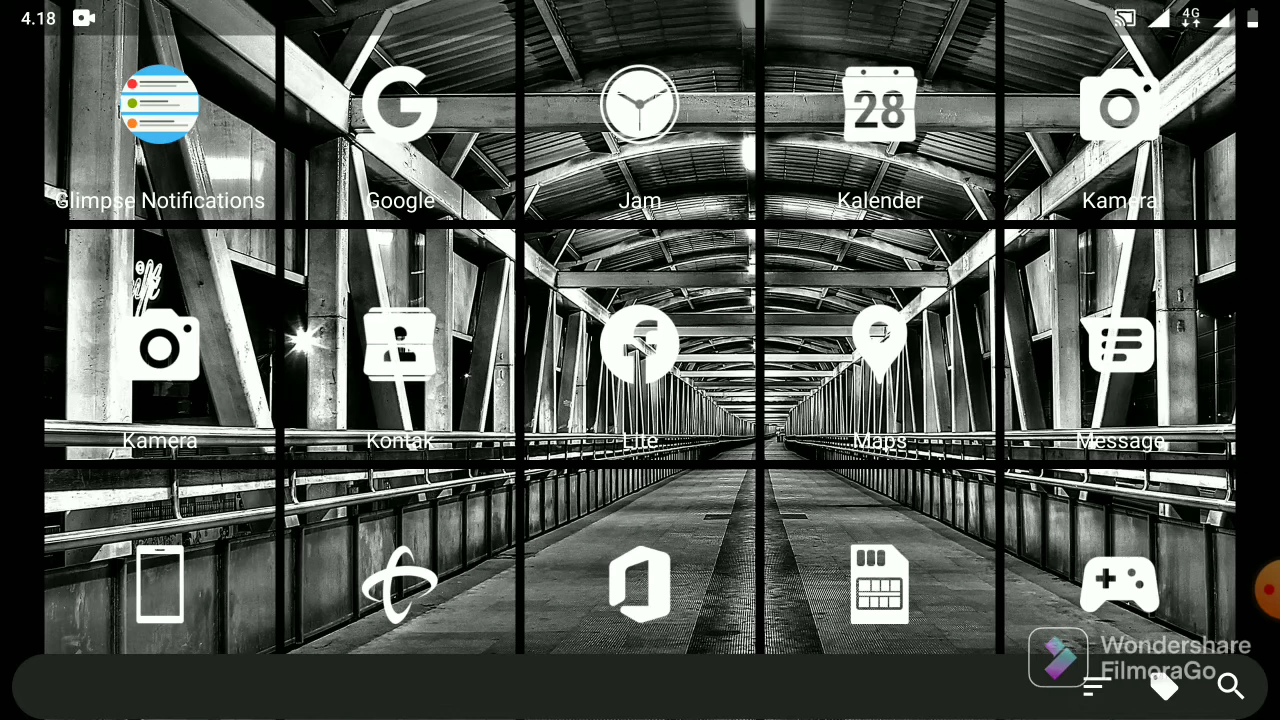 4.18
4G
Glimpse Notifications
Google
Jam
28
Kalender
Kamera
Kamera
Kontak
Lite
Maps
Message
Wondershare
FilmoraGo